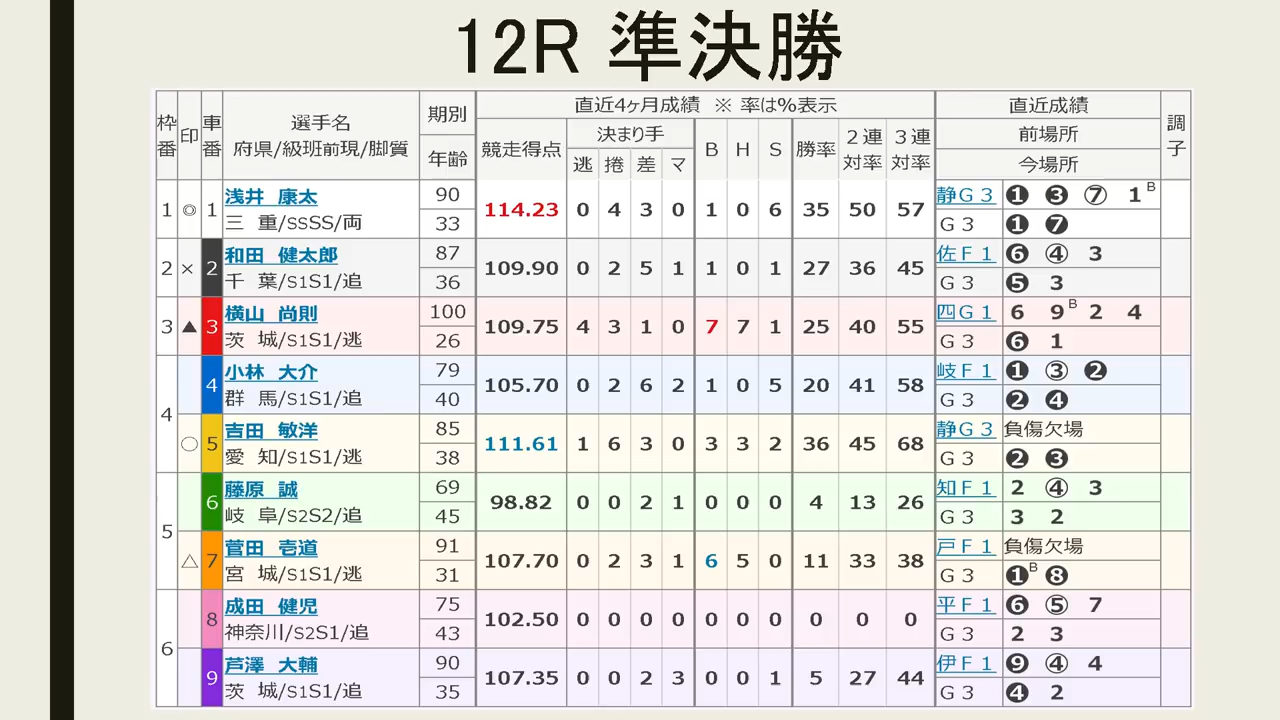 12R 準決勝
枠番 印 車番 選手名 府県/級班前現/脚質 期別 年齢 直近4ヶ月成績 ※ 率は%表示 直近成績 調子
競走得点 決まり手 B H S 勝率 2連対率 3連対率 前場所
逃 捲 差 マ 今場所
1 ◎ 1 浅井 康太 90 114.23 0 4 3 0 1 0 6 35 50 57 静G3 ❶ ❸ ⑦ 1B
三 重/SSSS/両 33 G3 ❶ ❼
2 × 2 和田 健太郎 87 109.90 0 2 5 1 1 0 1 27 36 45 佐F1 ❻ ④ 3
千 葉/S1S1/追 36 G3 ❺ 3
3 ▲ 3 横山 尚則 100 109.75 4 3 1 0 7 7 1 25 40 55 四G1 6 9B 2 4
茨 城/S1S1/逃 26 G3 ❻ 1
4 4 小林 大介 79 105.70 0 2 6 2 1 0 5 20 41 58 岐F1 ❶ ③ ❷
群 馬/S1S1/追 40 G3 ❷ ❹
○ 5 吉田 敏洋 85 111.61 1 6 3 0 3 3 2 36 45 68 静G3 負傷欠場
愛 知/S1S1/逃 38 G3 ❷ ❸
5 6 藤原 誠 69 98.82 0 0 2 1 0 0 0 4 13 26 知F1 2 ④ 3
岐 阜/S2S2/追 45 G3 3 2
△ 7 菅田 壱道 91 107.70 0 2 3 1 6 5 0 11 33 38 戸F1 負傷欠場
宮 城/S1S1/逃 31 G3 ❶B ❽
6 8 成田 健児 75 102.50 0 0 0 0 0 0 0 0 0 0 平F1 ❻ ⑤ 7
神奈川/S2S1/追 43 G3 2 3
9 芦澤 大輔 90 107.35 0 0 2 3 0 0 1 5 27 44 伊F1 ❾ ④ 4
茨 城/S1S1/追 35 G3 ❹ 2